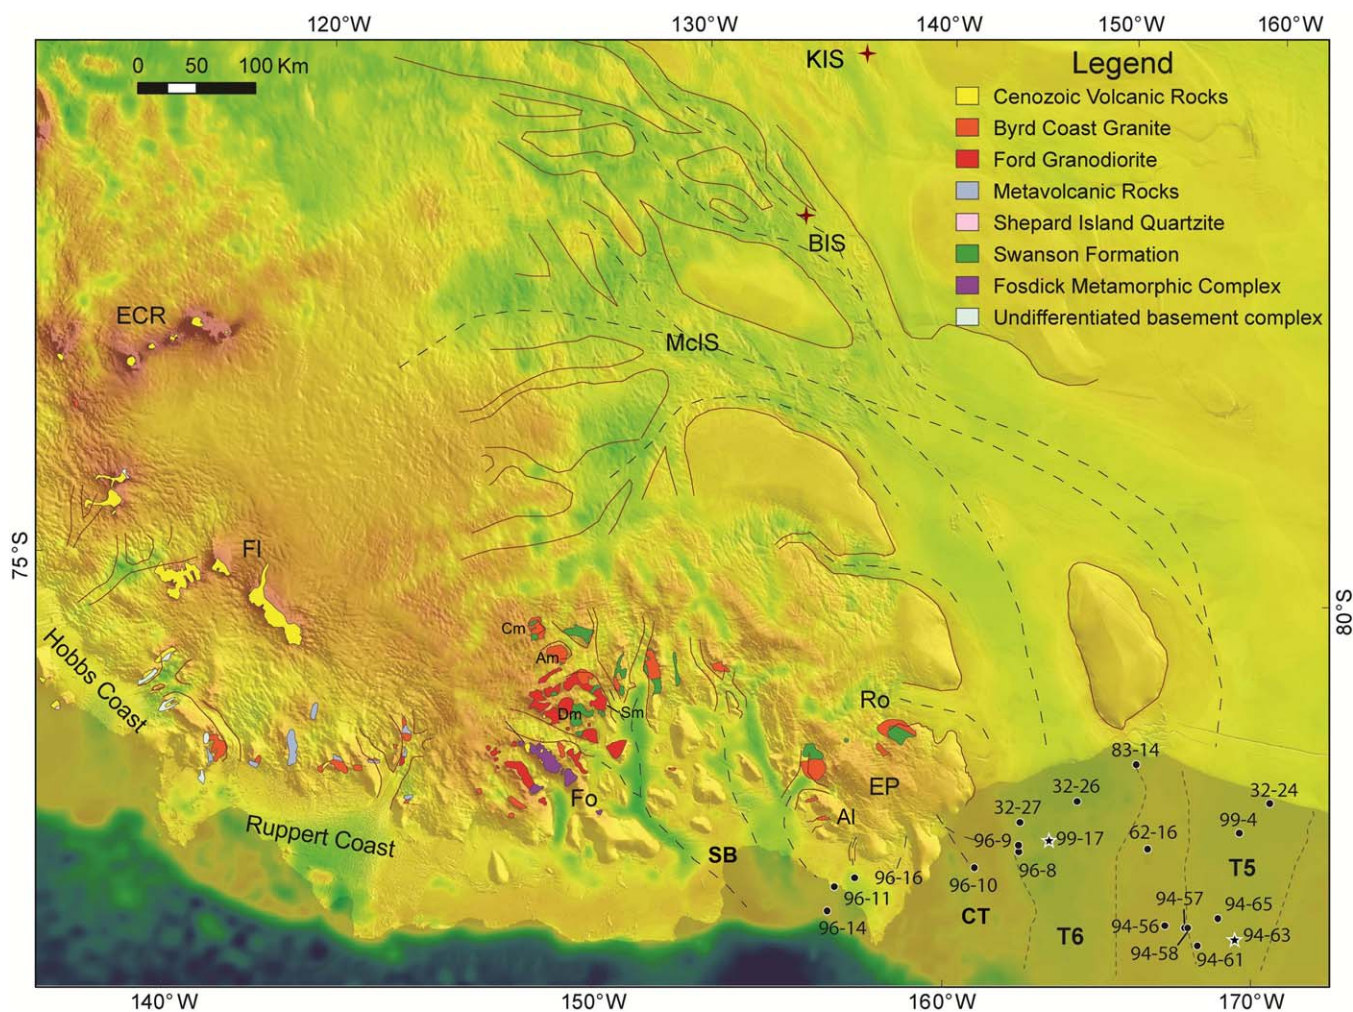 120°W
130°W
140°W
150°W
160°W
0 50 100 Km
KIS
Legend
Cenozoic Volcanic Rocks
Byrd Coast Granite
Ford Granodiorite
Metavolcanic Rocks
Shepard Island Quartzite
Swanson Formation
Fosdick Metamorphic Complex
Undifferentiated basement complex
BIS
ECR
McIS
75°S
Fl
80°S
Cm
Am
Dm
Sm
Hobbs Coast
Ro
83-14
EP
Fo
Al
32-26
32-24
32-27
99-4
96-9
99-17
62-16
96-8
Ruppert Coast
SB
T5
96-16
96-10
96-11
94-57
94-65
CT
96-14
94-56
T6
94-63
94-58
94-61
140°W
150°W
160°W
170°W